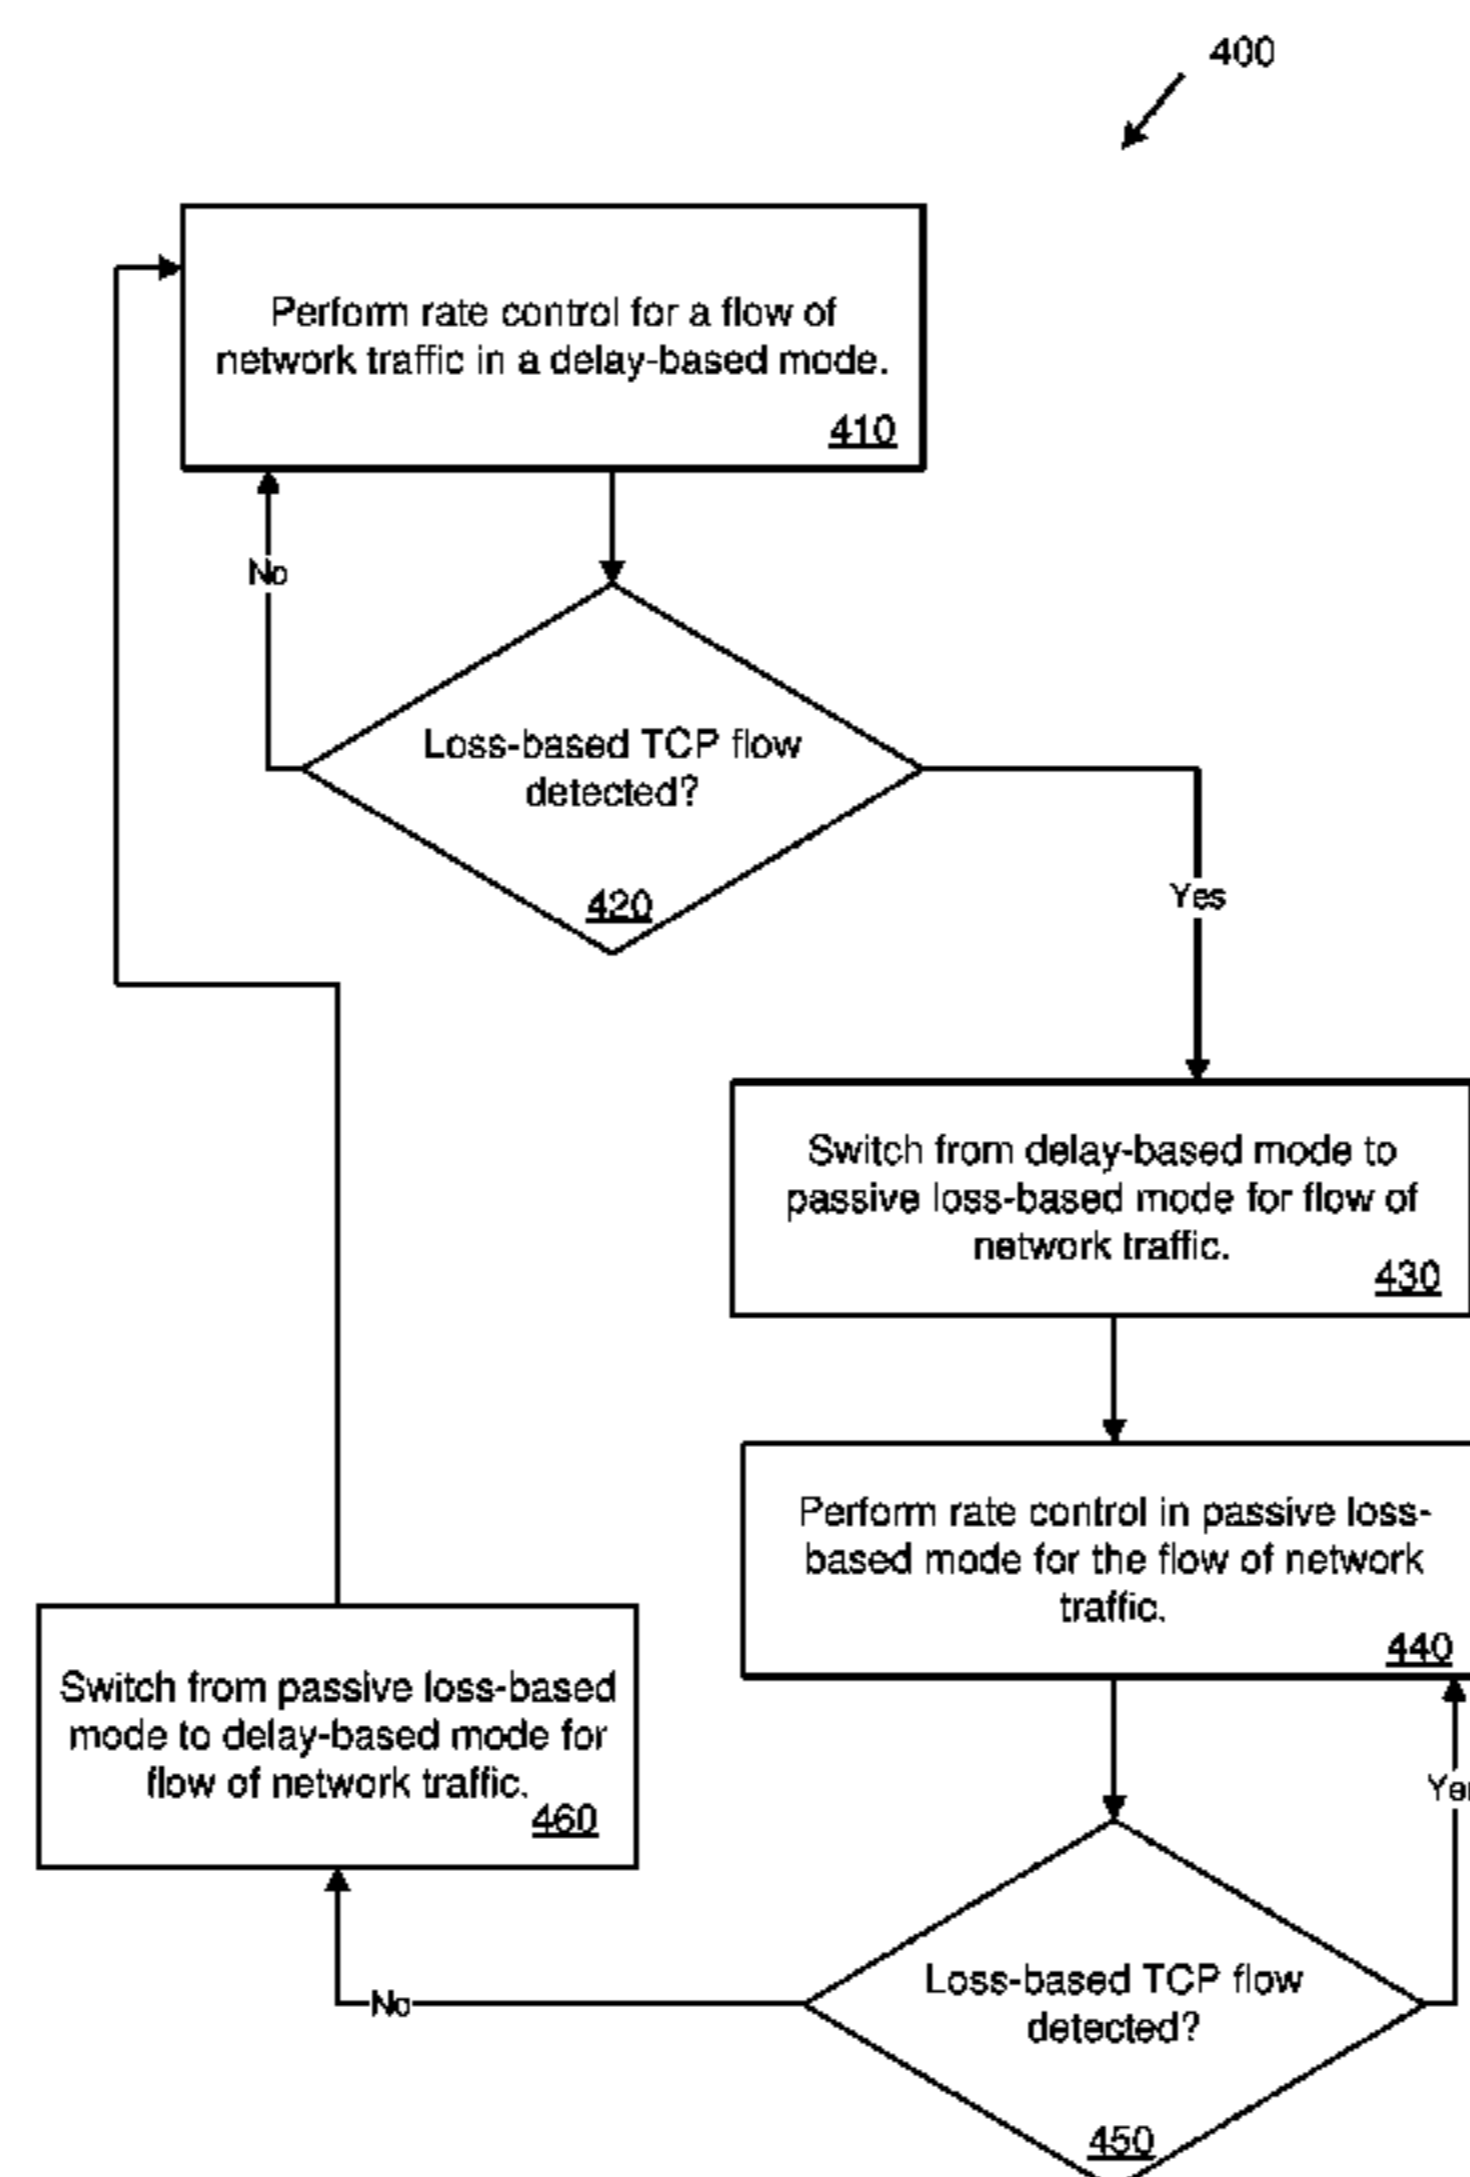 400
Perform rate control for a flow of
network traffic in a delay-based mode.
410
No
Loss-based TCP flow
detected?
420
Yes
Switch from delay-based mode to
passive loss-based mode for flow of
network traffic.
430
Perform rate control in passive loss-
based mode for the flow of network
traffic.
440
Switch from passive loss-based
mode to delay-based mode for
flow of network traffic.
460
No
Loss-based TCP flow
detected?
450